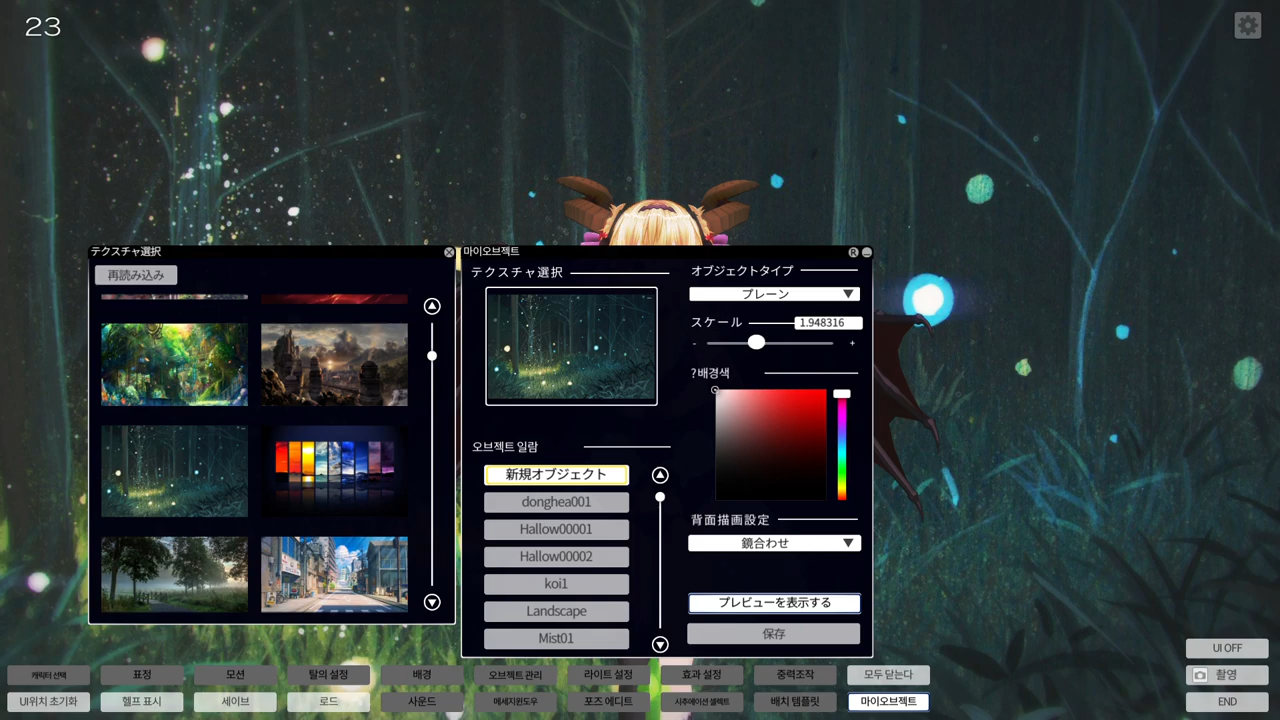 23
テクスチャ選択
再読み込み
마이오브젝트
R
テクスチャ選択
오브젝트 일람
新規オブジェクト
donghea001
Hallow00001
Hallow00002
koi1
Landscape
Mist01
オブジェクトタイプ
プレーン
スケール
1.948316
- +
?배경색
背面描画設定
鏡合わせ
プレビューを表示する
保存
UI OFF
캐릭터 선택 표정 모션 탈의 설정 배경 오브젝트 관리 라이트 설정 효과 설정 중력조작 모두 닫는다 촬영
UI위치 초기화 헬프 표시 세이브 로드 사운드 메세지윈도우 포즈 에디트 시추에이션 셀렉트 배치 템플릿 마이오브젝트 END